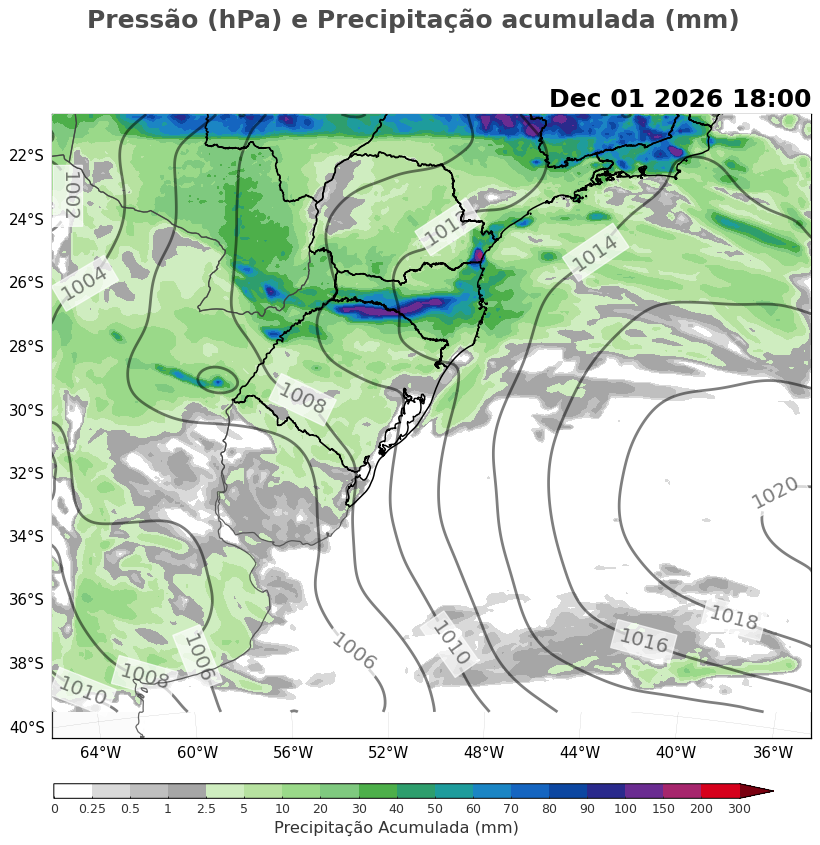 Pressão (hPa) e Precipitação acumulada (mm)
Dec 01 2026 18:00
22°S
24°S
26°S
28°S
30°S
32°S
34°S
36°S
38°S
40°S
1002
1004
1012
1014
1008
1020
1018
1016
1010
1006
1006
1008
1010
64°W 60°W 56°W 52°W 48°W 44°W 40°W 36°W
0 0.25 0.5 1 2.5 5 10 20 30 40 50 60 70 80 90 100 150 200 300
Precipitação Acumulada (mm)